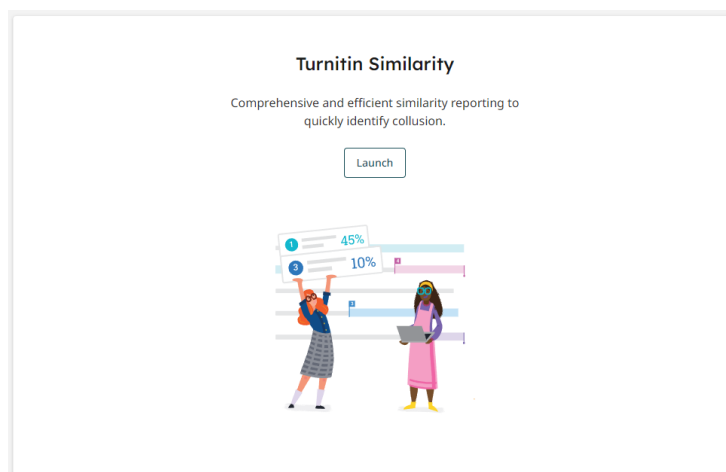 Turnitin Similarity
Comprehensive and efficient similarity reporting to
quickly identify collusion.
Launch
1 45%
3 10%